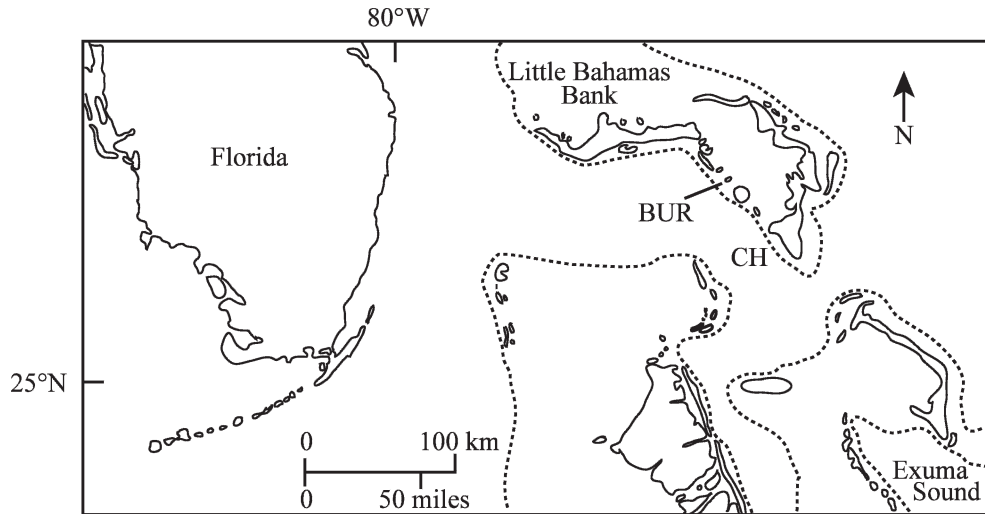 80°W
Little Bahamas
Bank
N
Florida
BUR
CH
25°N
0 100 km
0 50 miles
Exuma
Sound